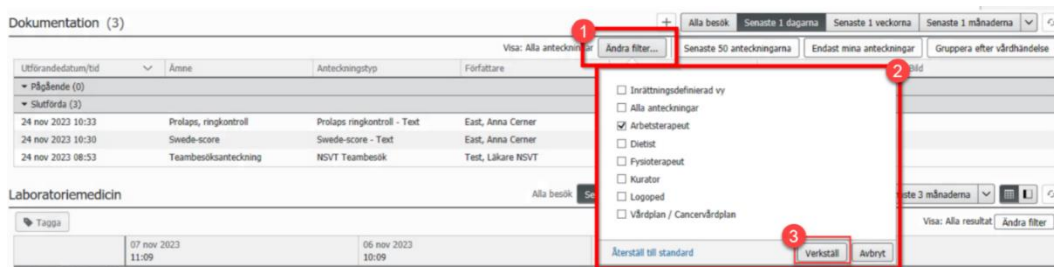 Dokumentation (3)
+ Alla besök Senaste 1 dagarna Senaste 1 veckorna Senaste 1 månaderna
1
Visa: Alla anteckningar Ändra filter... Senaste 50 anteckningarna Endast mina anteckningar Gruppera efter vårdhändelse
2
Utförandedatum/tid Ämne Anteckningstyp Författare Bild
Pågående (0)
Slutförda (3)
24 nov 2023 10:33 Prolaps, ringkontroll Prolaps ringkontroll - Text East, Anna Cerner
24 nov 2023 10:30 Swede-score Swede-score - Text East, Anna Cerner
24 nov 2023 08:53 Teambesöksanteckning NSVT Teambesök Test, Läkare NSVT
Inrättningsdefinierad vy
Alla anteckningar
Arbetsterapeut
Dietist
Fysioterapeut
Kurator
Logoped
Vårdplan / Cancervårdplan
3
Återställ till standard Verkställ Avbryt
Laboratoriemedicin
Alla besök Se ste 3 månaderna
Tagga Visa: Alla resultat Ändra filter
07 nov 2023 06 nov 2023
11:09 10:09